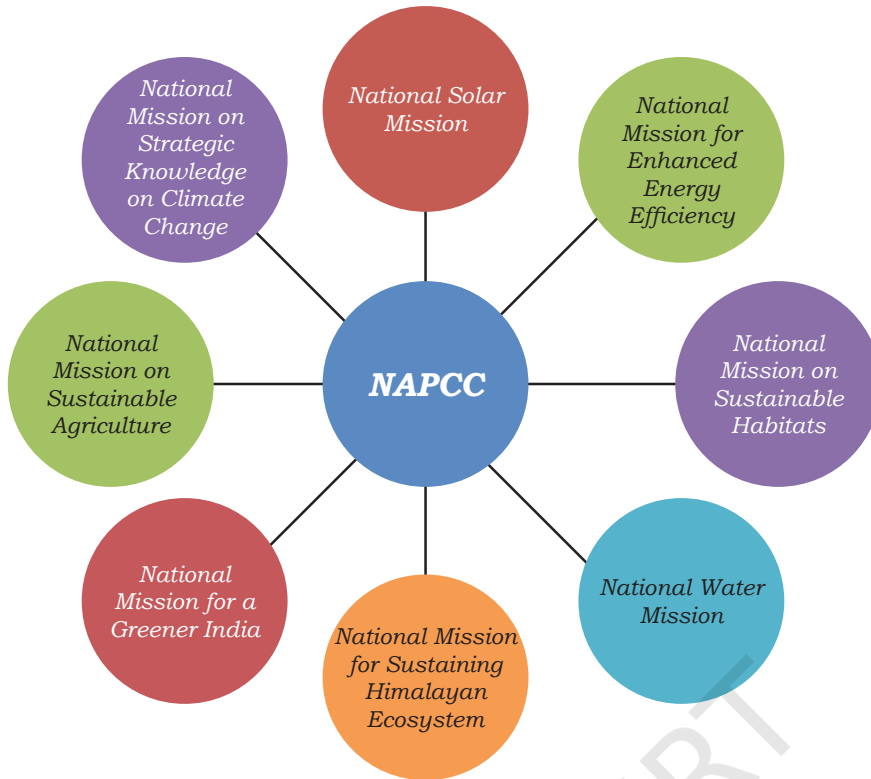 National Solar
Mission
National
Mission for
Enhanced
Energy
Efficiency
National
Mission on
Sustainable
Habitats
National Water
Mission
National Mission
for Sustaining
Himalayan
Ecosystem
National
Mission for a
Greener India
National
Mission on
Sustainable
Agriculture
National
Mission on
Strategic
Knowledge
on Climate
Change
NAPCC